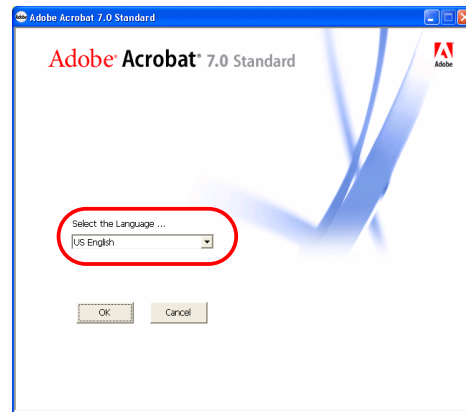 Adobe Acrobat 7.0 Standard
Adobe® Acrobat® 7.0 Standard
Adobe
Select the Language ...
US English
OK
Cancel